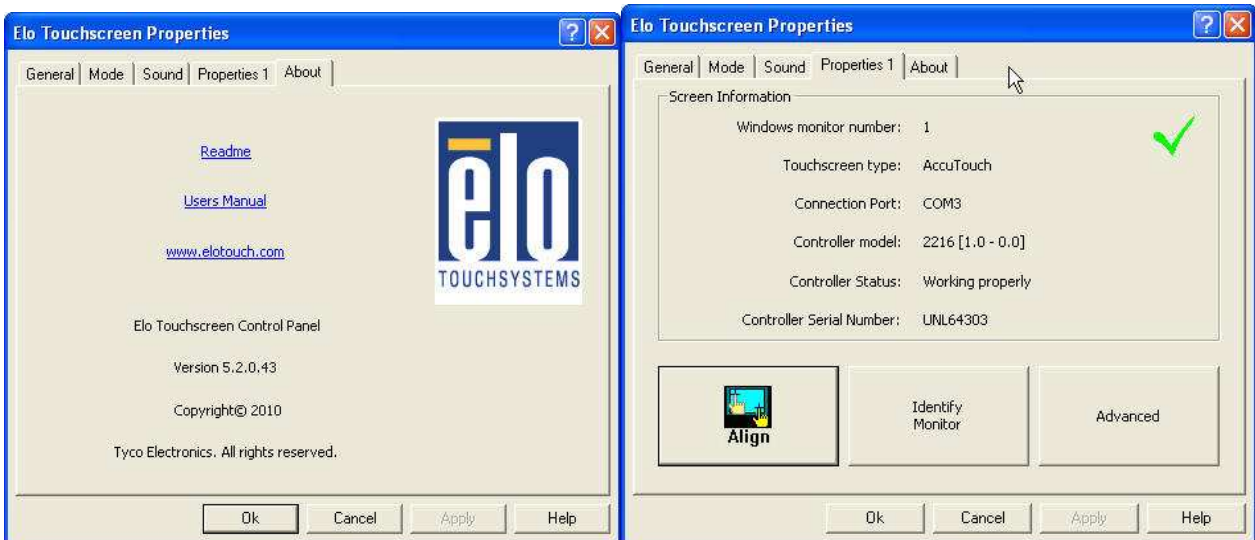 Elo Touchscreen Properties
General Mode Sound Properties 1 About
Readme
Users Manual
www.elotouch.com
elo
TOUCHSYSTEMS
Elo Touchscreen Control Panel
Version 5.2.0.43
Copyright© 2010
Tyco Electronics. All rights reserved.
Ok Cancel Apply Help
Elo Touchscreen Properties
General Mode Sound Properties 1 About
Screen Information
Windows monitor number: 1
Touchscreen type: AccuTouch
Connection Port: COM3
Controller model: 2216 [1.0 - 0.0]
Controller Status: Working properly
Controller Serial Number: UNL64303
Align
Identify
Monitor
Advanced
Ok Cancel Apply Help